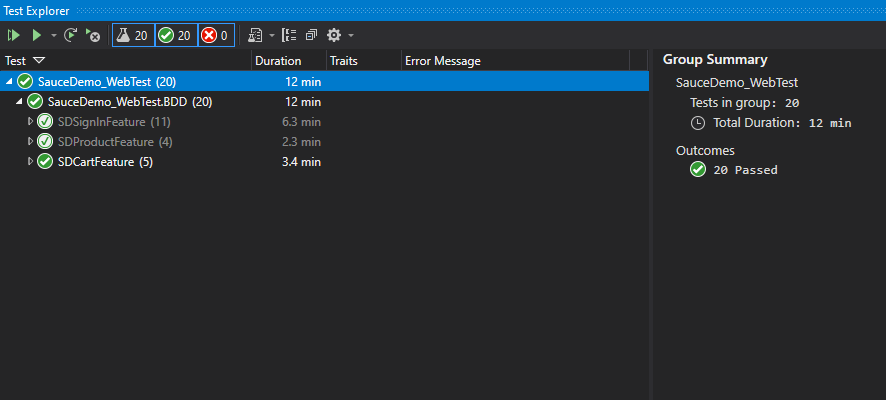 Test Explorer
20 20 0
Test Duration Traits Error Message
SauceDemo_WebTest (20) 12 min
SauceDemo_WebTest.BDD (20) 12 min
SDSignInFeature (11) 6.3 min
SDProductFeature (4) 2.3 min
SDCartFeature (5) 3.4 min
Group Summary
SauceDemo_WebTest
Tests in group: 20
Total Duration: 12 min
Outcomes
20 Passed